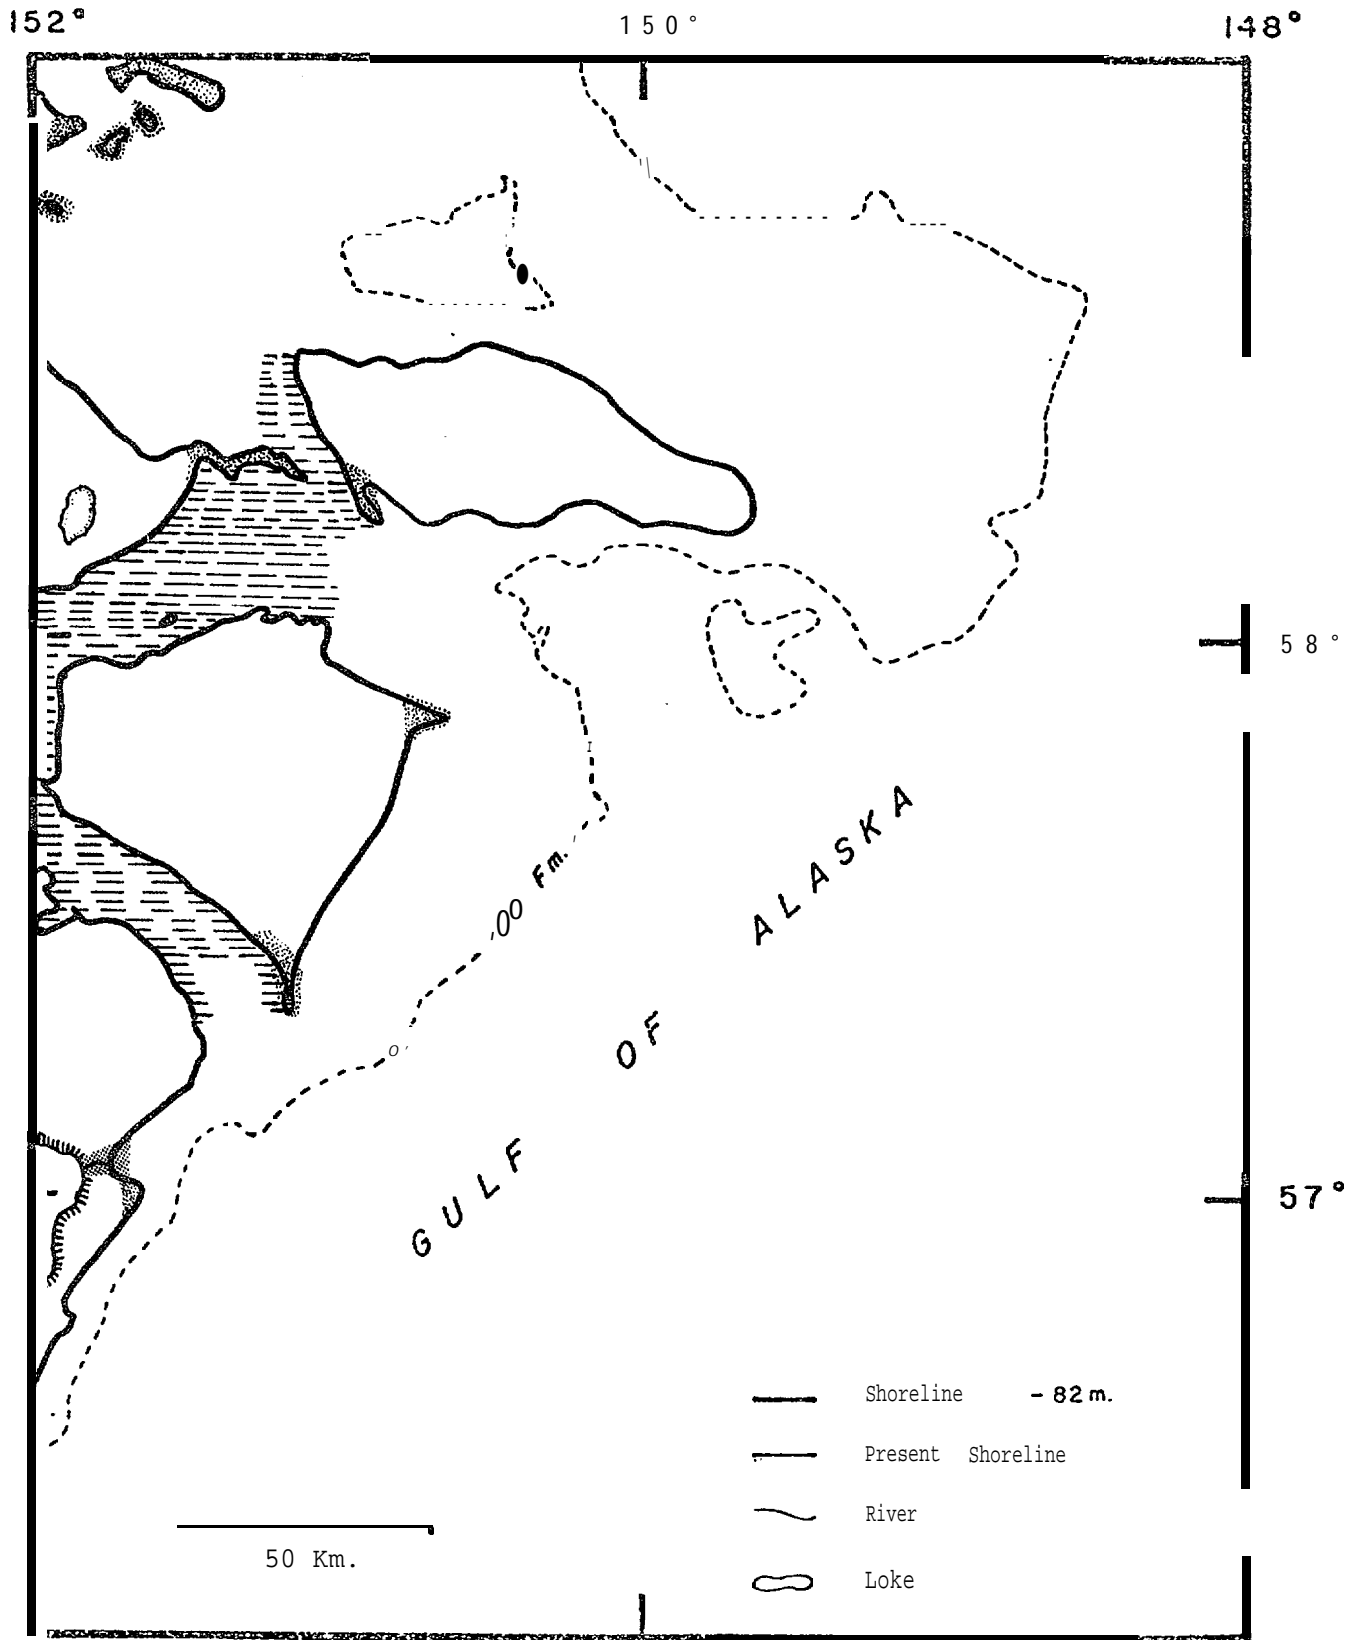 152° 150° 148°
58°
Fm.
ALASKA
OF
GULF
57°
Shoreline - 82 m.
Present Shoreline
River
Loke
50 Km.